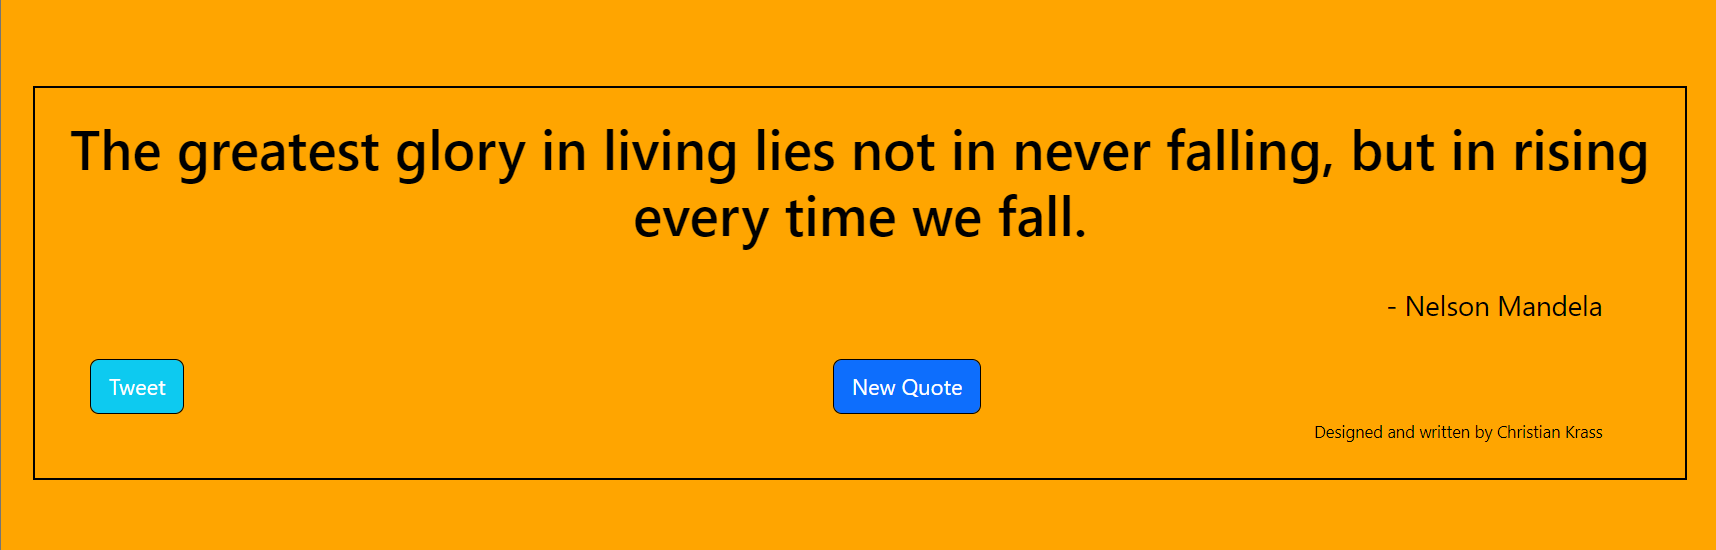 The greatest glory in living lies not in never falling, but in rising
every time we fall.
- Nelson Mandela
Tweet
New Quote
Designed and written by Christian Krass